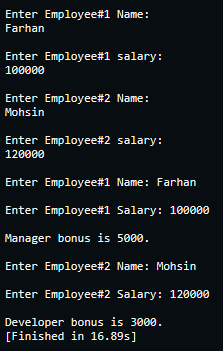 Enter Employee#1 Name:
Farhan
Enter Employee#1 salary:
100000
Enter Employee#2 Name:
Mohsin
Enter Employee#2 salary:
120000
Enter Employee#1 Name: Farhan
Enter Employee#1 Salary: 100000
Manager bonus is 5000.
Enter Employee#2 Name: Mohsin
Enter Employee#2 Salary: 120000
Developer bonus is 3000.
[Finished in 16.89s]